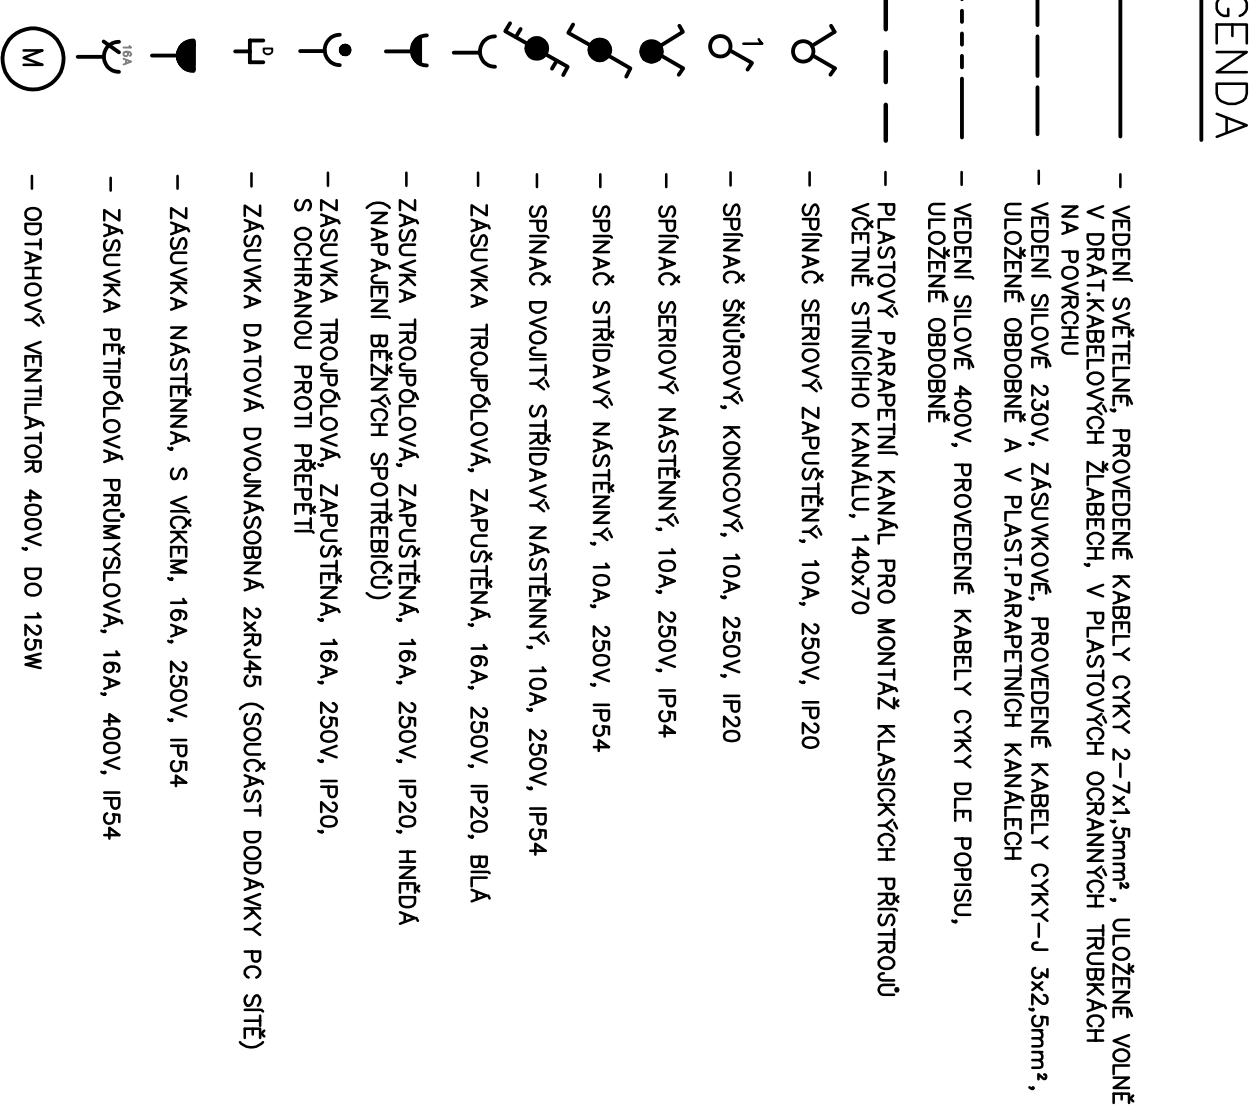 GENDA
– VEDENÍ SVĚTELNÉ, PROVEDENÉ KABELY CYKY 2–7x1,5mm², ULOŽENÉ VOLNĚ
V DRÁT.KABELOVÝCH ŽLABECH, V PLASTOVÝCH OCRANNÝCH TRUBKÁCH
NA POVRCHU
– VEDENÍ SILOVÉ 230V, ZÁSUVKOVÉ, PROVEDENÉ KABELY CYKY–J 3x2,5mm²,
ULOŽENÉ OBDOBNĚ A V PLAST.PARAPETNÍCH KANÁLECH
– VEDENÍ SILOVÉ 400V, PROVEDENÉ KABELY CYKY DLE POPISU,
ULOŽENÉ OBDOBNĚ
– PLASTOVÝ PARAPETNÍ KANÁL PRO MONTÁŽ KLASICKÝCH PŘÍSTROJŮ
VČETNĚ STÍNÍCÍHO KANÁLU, 140x70
– SPÍNAČ SERIOVÝ ZAPUŠTĚNÝ, 10A, 250V, IP20
1 – SPÍNAČ ŠŇŮROVÝ, KONCOVÝ, 10A, 250V, IP20
– SPÍNAČ SERIOVÝ NÁSTĚNNÝ, 10A, 250V, IP54
– SPÍNAČ STŘÍDAVÝ NÁSTĚNNÝ, 10A, 250V, IP54
– SPÍNAČ DVOJITÝ STŘÍDAVÝ NÁSTĚNNÝ, 10A, 250V, IP54
– ZÁSUVKA TROJPÓLOVÁ, ZAPUŠTĚNÁ, 16A, 250V, IP20, BÍLÁ
– ZÁSUVKA TROJPÓLOVÁ, ZAPUŠTĚNÁ, 16A, 250V, IP20, HNĚDÁ
(NAPÁJENÍ BĚŽNÝCH SPOTŘEBIČŮ)
– ZÁSUVKA TROJPÓLOVÁ, ZAPUŠTĚNÁ, 16A, 250V, IP20,
S OCHRANOU PROTI PŘEPĚTÍ
D – ZÁSUVKA DATOVÁ DVOJNÁSOBNÁ 2xRJ45 (SOUČÁST DODÁVKY PC SÍTĚ)
– ZÁSUVKA NÁSTĚNNÁ, S VÍČKEM, 16A, 250V, IP54
16A – ZÁSUVKA PĚTIPÓLOVÁ PRŮMYSLOVÁ, 16A, 400V, IP54
M – ODTAHOVÝ VENTILÁTOR 400V, DO 125W